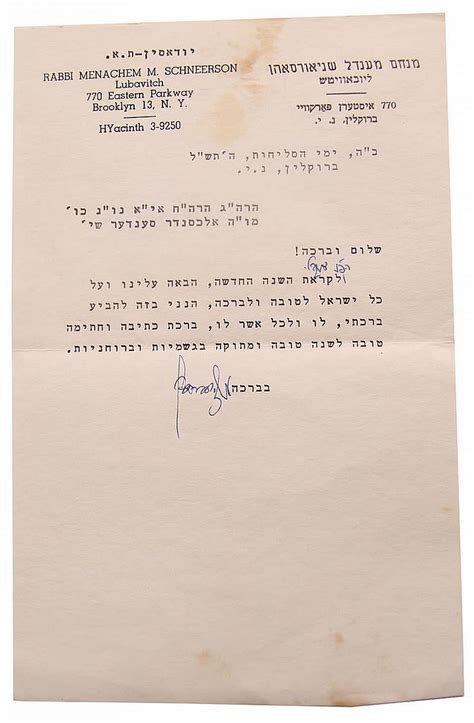 יודאסין-ת.א.
RABBI MENACHEM M. SCHNEERSON
Lubavitch
770 Eastern Parkway
Brooklyn 13, N. Y.
HYacinth 3-9250
מנחם מענדל שניאורסאהן
ליובאוויטש
770 איסטערן פּאַרקוויי
ברוקלין, נ. י.
כ"ה, ימי הסליחות, ה'תש"ל
ברוקלין, נ.י.
הרה"ג הרה"ח אי"א נו"נ כו'
מו"ה אלכסנדר סענדער שי'
שלום וברכה!
ולקראת השנה החדשה, הבאה עלינו ועל
כל ישראל לטובה ולברכה, הנני בזה להביע
ברכתי, לו ולכל אשר לו, ברכת כתיבה וחתימה
טובה לשנה טובה ומתוקה בגשמיות וברוחניות.
בברכה